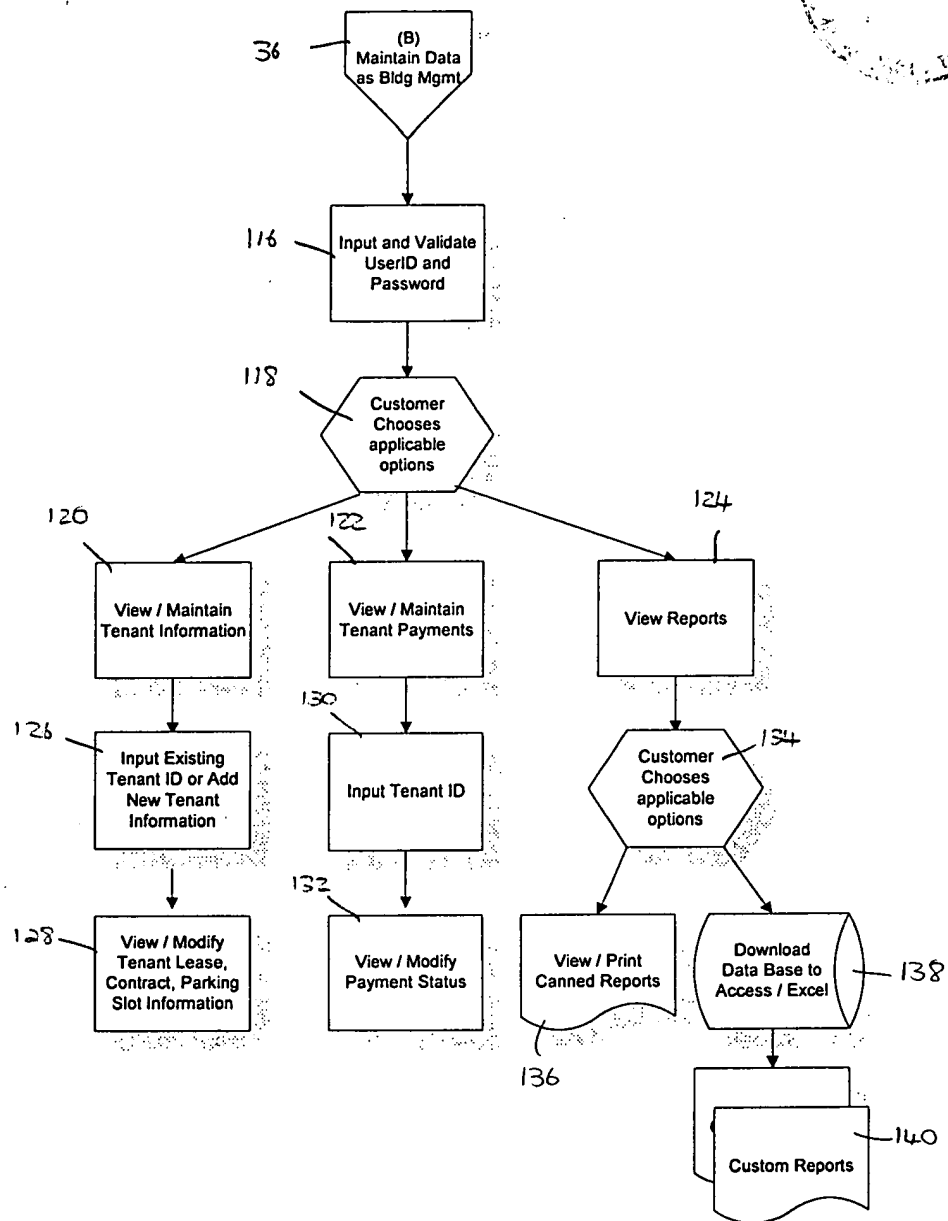 36
(B)
Maintain Data
as Bldg Mgmt
116
Input and Validate
UserID and
Password
118
Customer
Chooses
applicable
options
120
122
124
View / Maintain
Tenant Information
View / Maintain
Tenant Payments
View Reports
126
130
134
Input Existing
Tenant ID or Add
New Tenant
Information
Input Tenant ID
Customer
Chooses
applicable
options
128
132
View / Modify
Tenant Lease,
Contract, Parking
Slot Information
View / Modify
Payment Status
View / Print
Canned Reports
Download
Data Base to
Access / Excel
138
136
140
Custom Reports